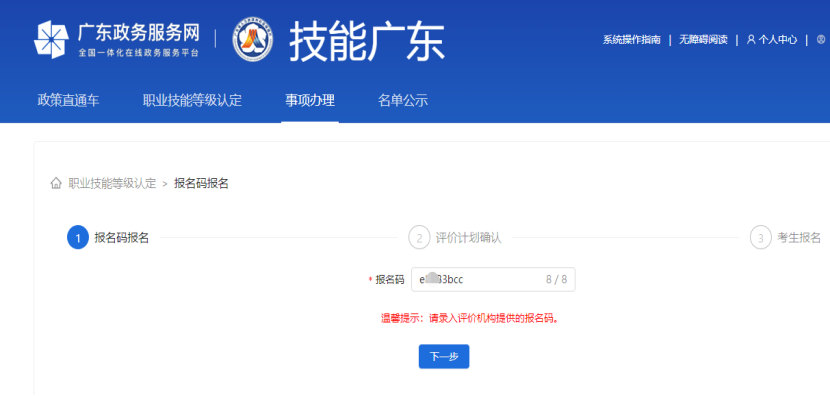 广东政务服务网
全国一体化在线政务服务平台
技能广东
系统操作指南 | 无障碍阅读 | 个人中心 |
政策直通车 职业技能等级认定 事项办理 名单公示
职业技能等级认定 > 报名码报名
1 报名码报名 2 评价计划确认 3 考生报名
* 报名码 8 / 8
温馨提示：请录入评价机构提供的报名码。
下一步